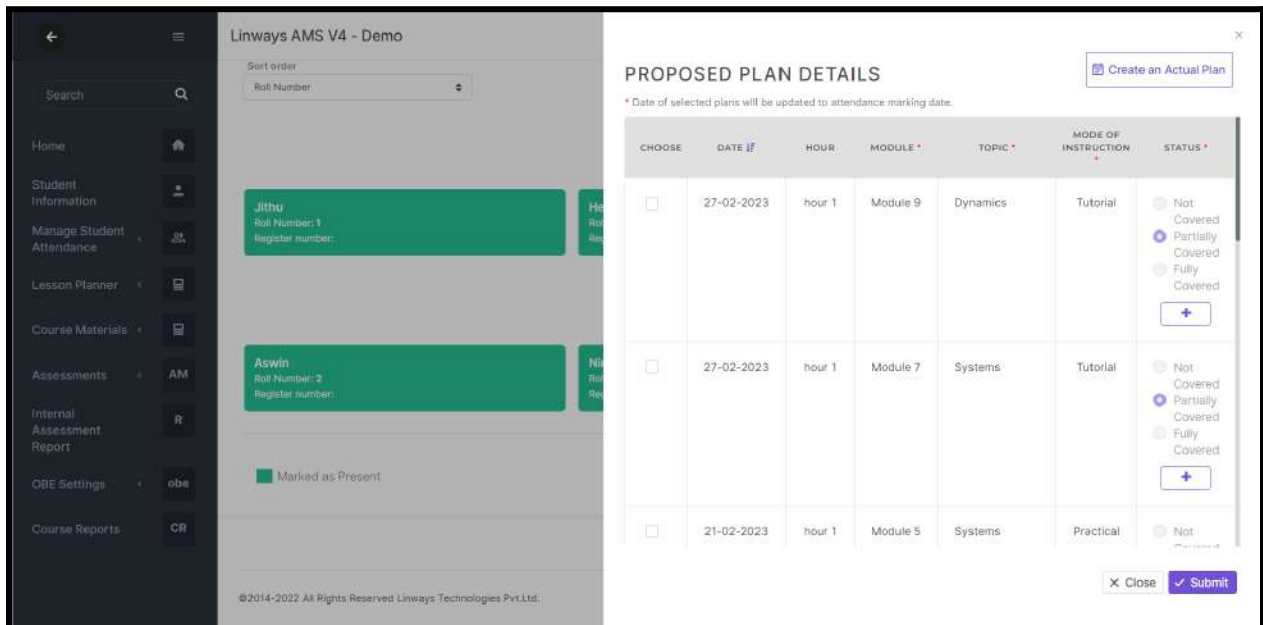 Linways AMS V4 - Demo
Search
Home
Student
Information
Manage Student
Attendance
Lesson Planner
Course Materials
Assessments
AM
Internal
Assessment
Report
R
OBE Settings
obe
Course Reports
CR
Sort order
Roll Number
Jithu
Roll Number: 1
Register number:
He
Rol
Reg
Aswin
Roll Number: 2
Register number:
Ni
Rol
Reg
Marked as Present
©2014-2022 All Rights Reserved Linways Technologies Pvt.Ltd.
×
PROPOSED PLAN DETAILS
Create an Actual Plan
* Date of selected plans will be updated to attendance marking date.
CHOOSE DATE HOUR MODULE * TOPIC * MODE OF INSTRUCTION * STATUS *
27-02-2023 hour 1 Module 9 Dynamics Tutorial Not
Covered
Partially
Covered
Fully
Covered
+
27-02-2023 hour 1 Module 7 Systems Tutorial Not
Covered
Partially
Covered
Fully
Covered
+
21-02-2023 hour 1 Module 5 Systems Practical Not
Close
Submit